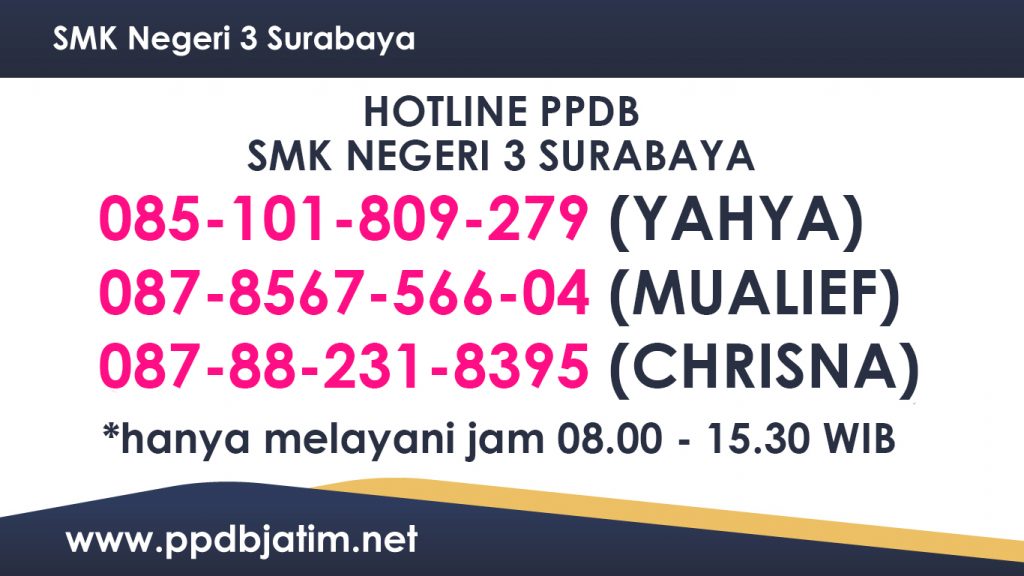 SMK Negeri 3 Surabaya
HOTLINE PPDB
SMK NEGERI 3 SURABAYA
085-101-809-279 (YAHYA)
087-8567-566-04 (MUALIEF)
087-88-231-8395 (CHRISNA)
*hanya melayani jam 08.00 - 15.30 WIB
www.ppdbjatim.net